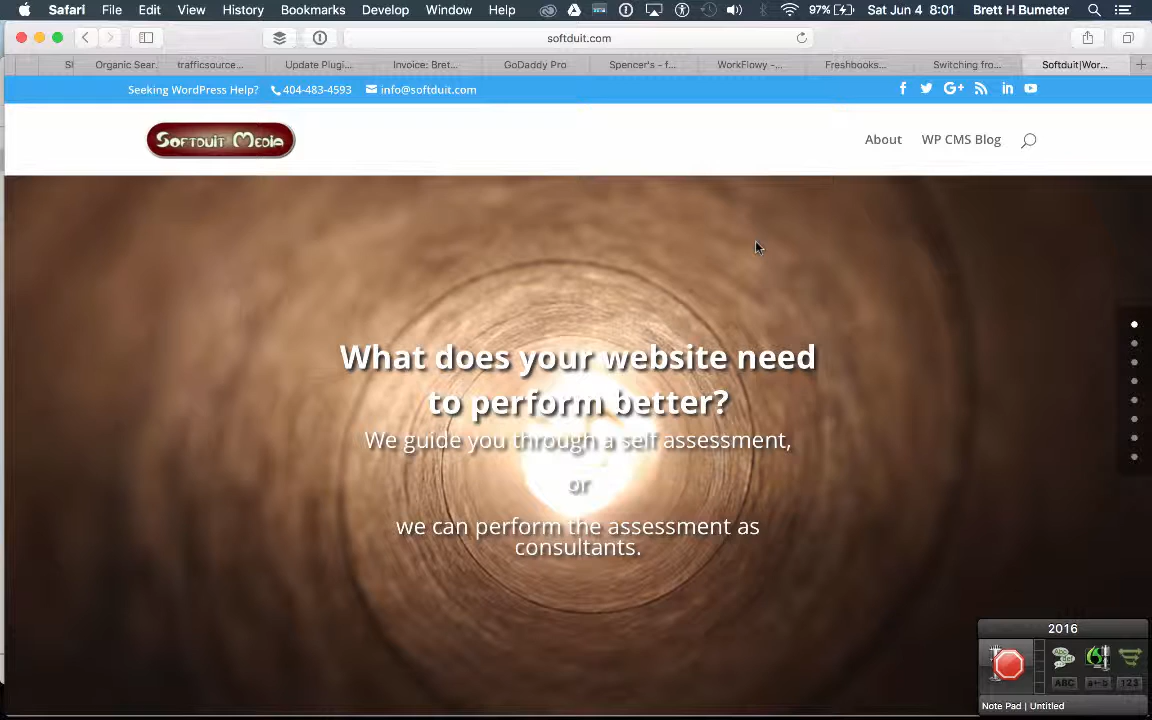 Safari File Edit View History Bookmarks Develop Window Help 97% Sat Jun 4 8:01 Brett H Bumeter
softduit.com
Organic Sear... trafficsource... Update Plugi... Invoice: Bret... GoDaddy Pro Spencer's - f... WorkFlowy -... Freshbooks... Switching fro... Softduit|Wor...
Seeking WordPress Help? 404-483-4593 info@softduit.com
SOFTDUIT MEDIA About WP CMS Blog
What does your website need
to perform better?
We guide you through a self assessment,
or
we can perform the assessment as
consultants.
2016
ABC 123
Note Pad | Untitled